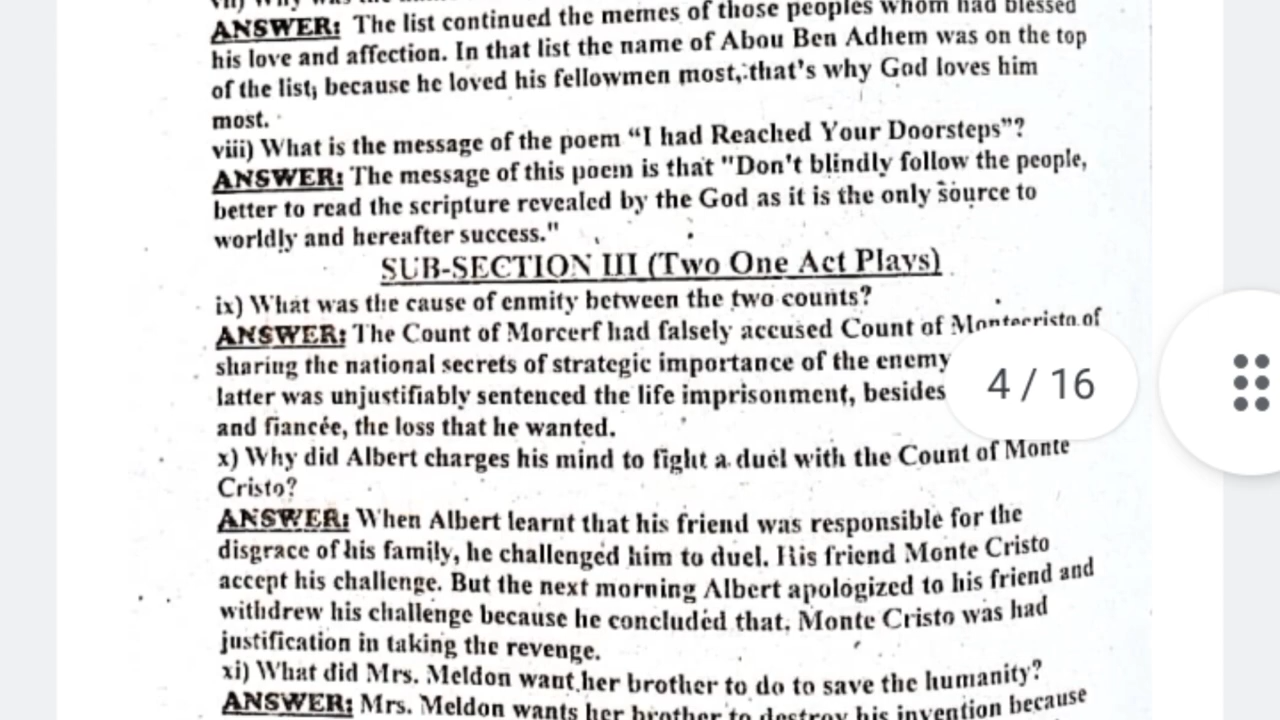 ANSWER: The list continued the memes of those peoples whom had blessed
his love and affection. In that list the name of Abou Ben Adhem was on the top
of the list, because he loved his fellowmen most, that's why God loves him
most.
viii) What is the message of the poem “I had Reached Your Doorsteps”?
ANSWER: The message of this poem is that "Don't blindly follow the people,
better to read the scripture revealed by the God as it is the only source to
worldly and hereafter success."
SUB-SECTION III (Two One Act Plays)
ix) What was the cause of enmity between the two counts?
ANSWER: The Count of Morcerf had falsely accused Count of Montecristo of
sharing the national secrets of strategic importance of the enemy
latter was unjustifiably sentenced the life imprisonment, besides
4 / 16
and fiancée, the loss that he wanted.
x) Why did Albert charges his mind to fight a duel with the Count of Monte
Cristo?
ANSWER: When Albert learnt that his friend was responsible for the
disgrace of his family, he challenged him to duel. His friend Monte Cristo
accept his challenge. But the next morning Albert apologized to his friend and
withdrew his challenge because he concluded that, Monte Cristo was had
justification in taking the revenge.
xi) What did Mrs. Meldon want her brother to do to save the humanity?
ANSWER: Mrs. Meldon wants her brother to destroy his invention because